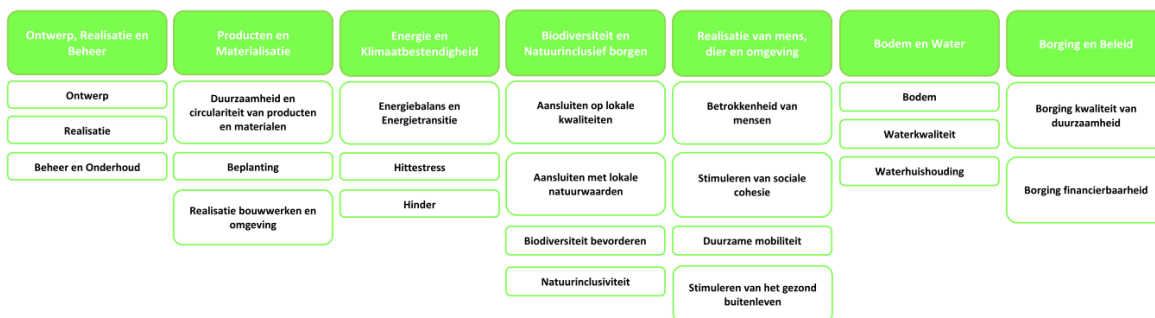 Ontwerp, Realisatie en
Beheer
Ontwerp
Realisatie
Beheer en Onderhoud
Producten en
Materialisatie
Duurzaamheid en
circulariteit van producten
en materialen
Beplanting
Realisatie bouwwerken en
omgeving
Energie en
Klimaatbestendigheid
Energiebalans en
Energietransitie
Hittestress
Hinder
Biodiversiteit en
Natuurinclusief borgen
Aansluiten op lokale
kwaliteiten
Aansluiten met lokale
natuurwaarden
Biodiversiteit bevorderen
Natuurinclusiviteit
Realisatie van mens,
dier en omgeving
Betrokkenheid van
mensen
Stimuleren van sociale
cohesie
Duurzame mobiliteit
Stimuleren van het gezond
buitenleven
Bodem en Water
Bodem
Waterkwaliteit
Waterhuishouding
Borging en Beleid
Borging kwaliteit van
duurzaamheid
Borging financierbaarheid